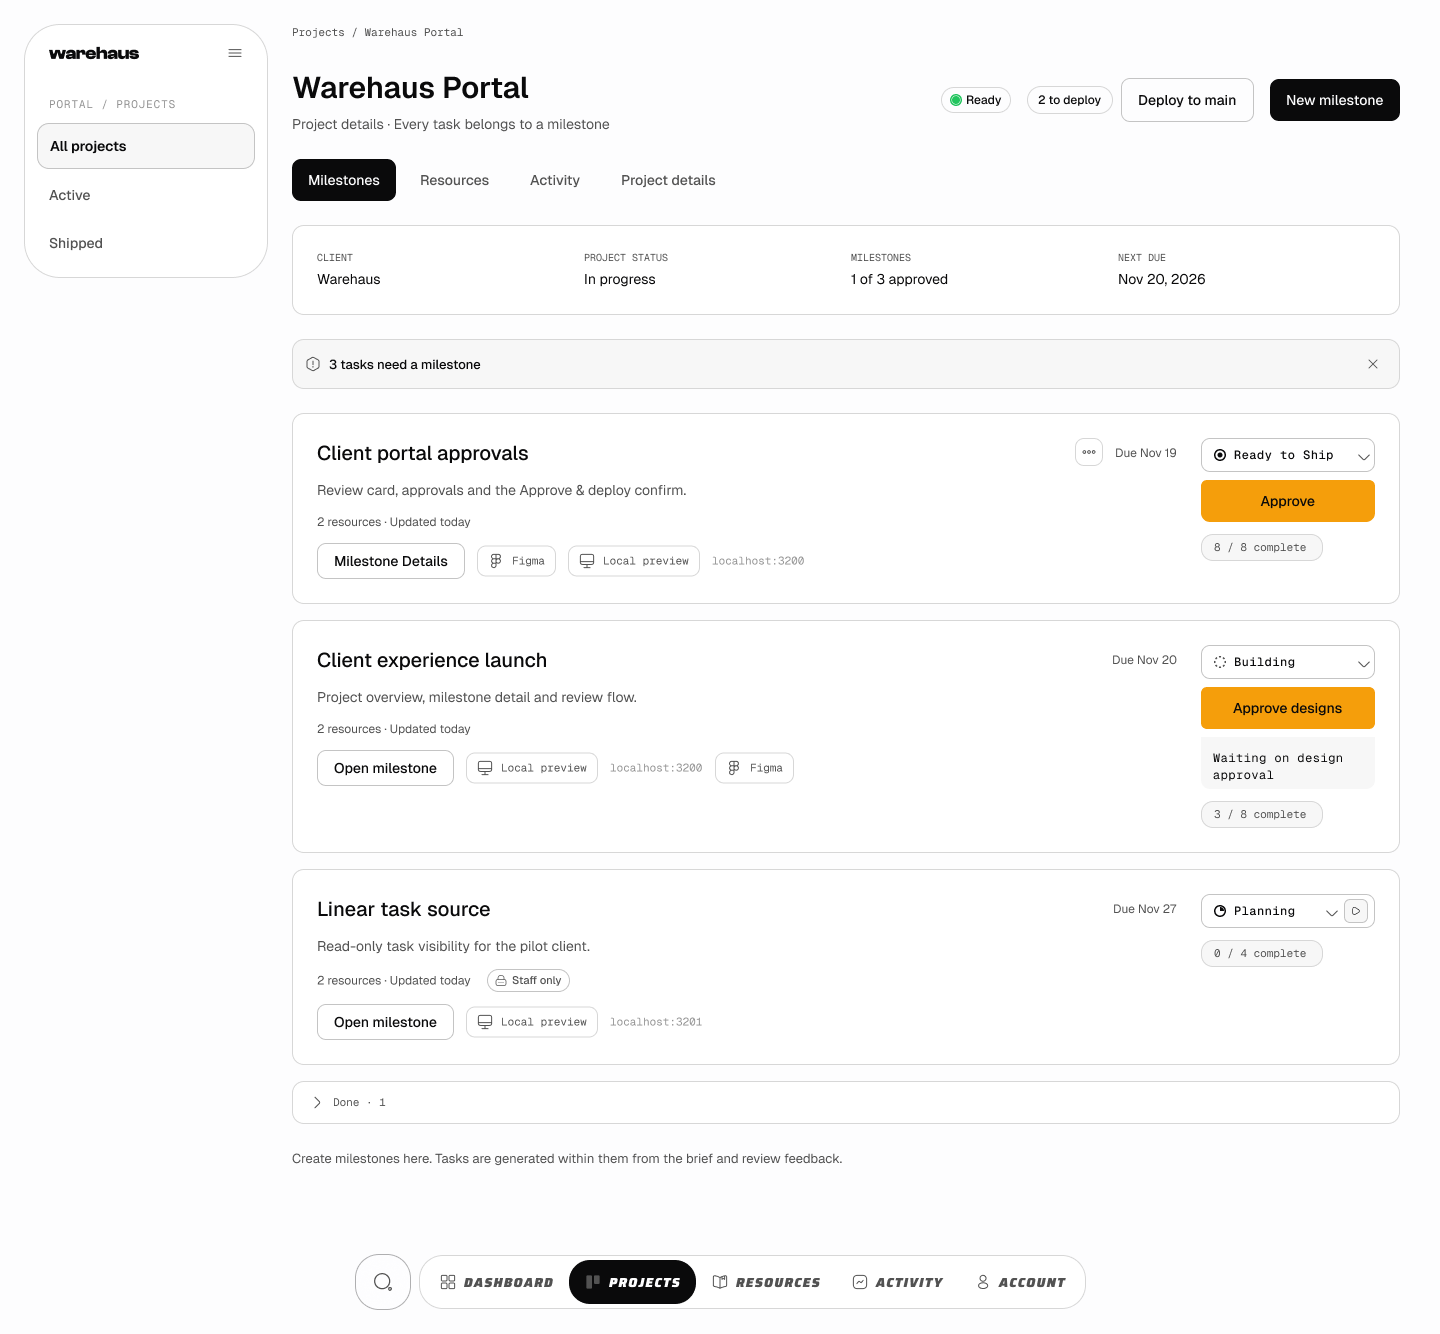 warehaus
PORTAL / PROJECTS
All projects
Active
Shipped
Projects / Warehaus Portal
Warehaus Portal
Project details · Every task belongs to a milestone
Ready
2 to deploy
Deploy to main
New milestone
Milestones
Resources
Activity
Project details
CLIENT
Warehaus
PROJECT STATUS
In progress
MILESTONES
1 of 3 approved
NEXT DUE
Nov 20, 2026
3 tasks need a milestone
Client portal approvals
Due Nov 19
Ready to Ship
Review card, approvals and the Approve & deploy confirm.
Approve
2 resources · Updated today
8 / 8 complete
Milestone Details
Figma
Local preview
localhost:3200
Client experience launch
Due Nov 20
Building
Project overview, milestone detail and review flow.
Approve designs
2 resources · Updated today
Waiting on design
approval
Open milestone
Local preview
localhost:3200
Figma
3 / 8 complete
Linear task source
Due Nov 27
Planning
Read-only task visibility for the pilot client.
0 / 4 complete
2 resources · Updated today
Staff only
Open milestone
Local preview
localhost:3201
Done · 1
Create milestones here. Tasks are generated within them from the brief and review feedback.
DASHBOARD
PROJECTS
RESOURCES
ACTIVITY
ACCOUNT